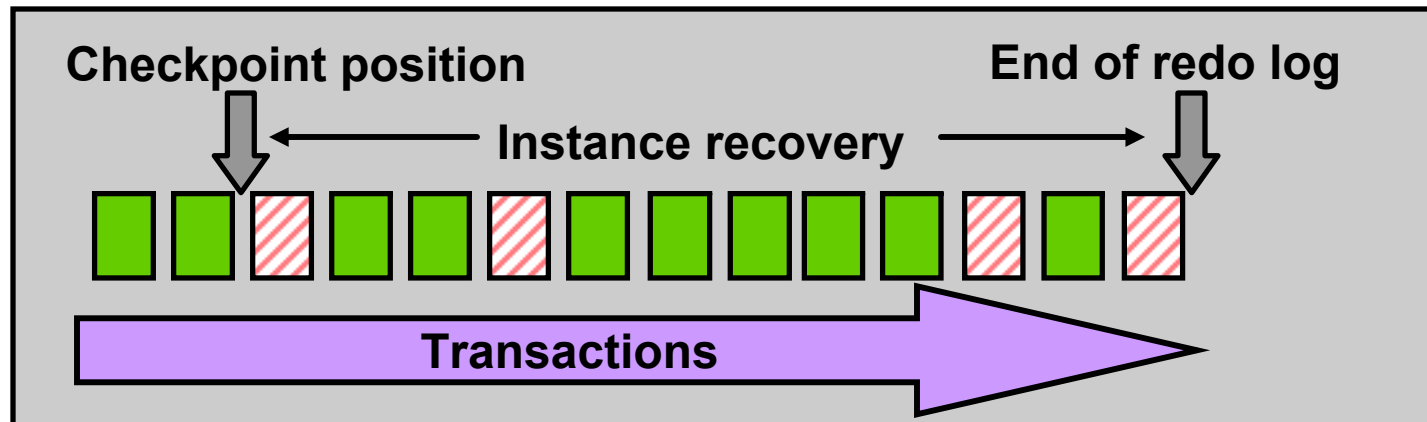 Checkpoint position
End of redo log
Instance recovery
Transactions